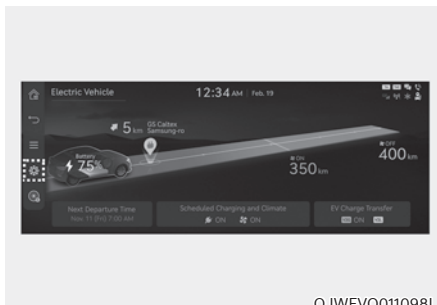 Electric Vehicle
12:34 AM | Feb. 19
5 km
GS Caltex
Samsung-ro
Battery
75%
ON
350 km
OFF
400 km
Next Departure Time
Nov. 11 (Fri) 7:00 AM
Scheduled Charging and Climate
ON ON
EV Charge Transfer
ON
OJWEVQ011098L